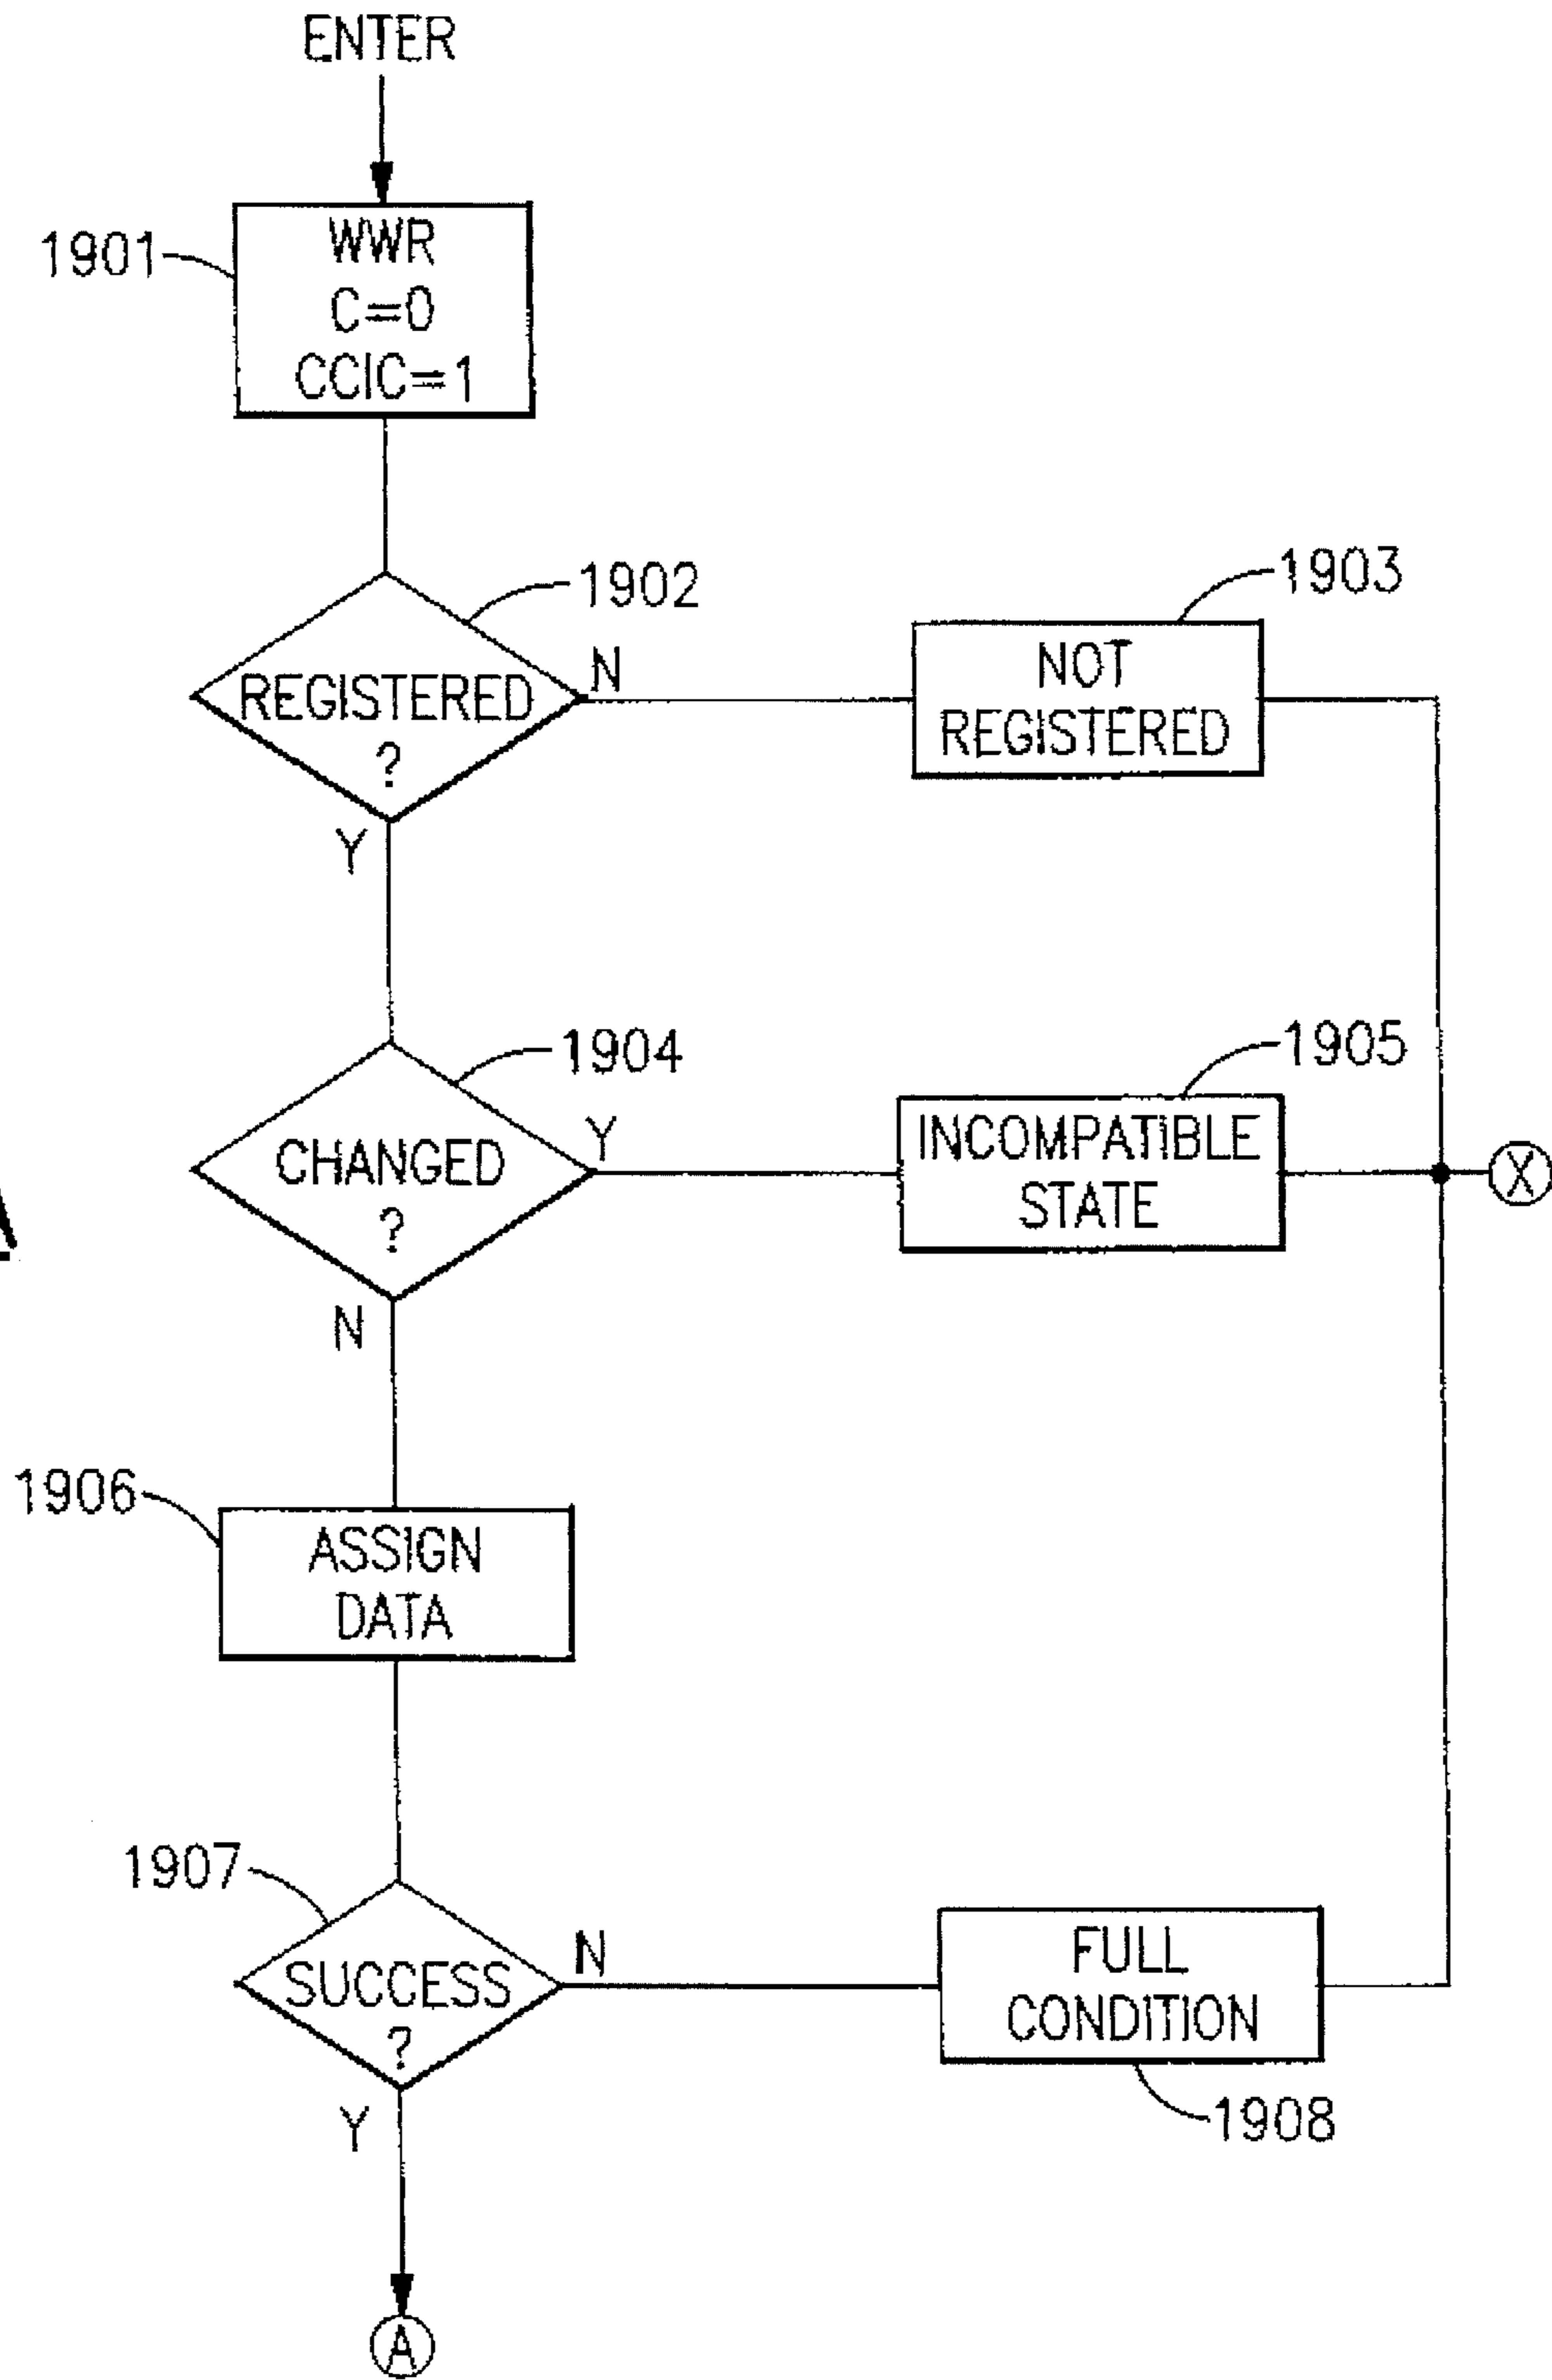 ENTER
1901
WWR
C=0
CCIC=1
1902
REGISTERED
?
N
Y
1903
NOT
REGISTERED
1904
CHANGED
?
Y
N
1905
INCOMPATIBLE
STATE
X
1906
ASSIGN
DATA
1907
SUCCESS
?
N
Y
FULL
CONDITION
1908
A